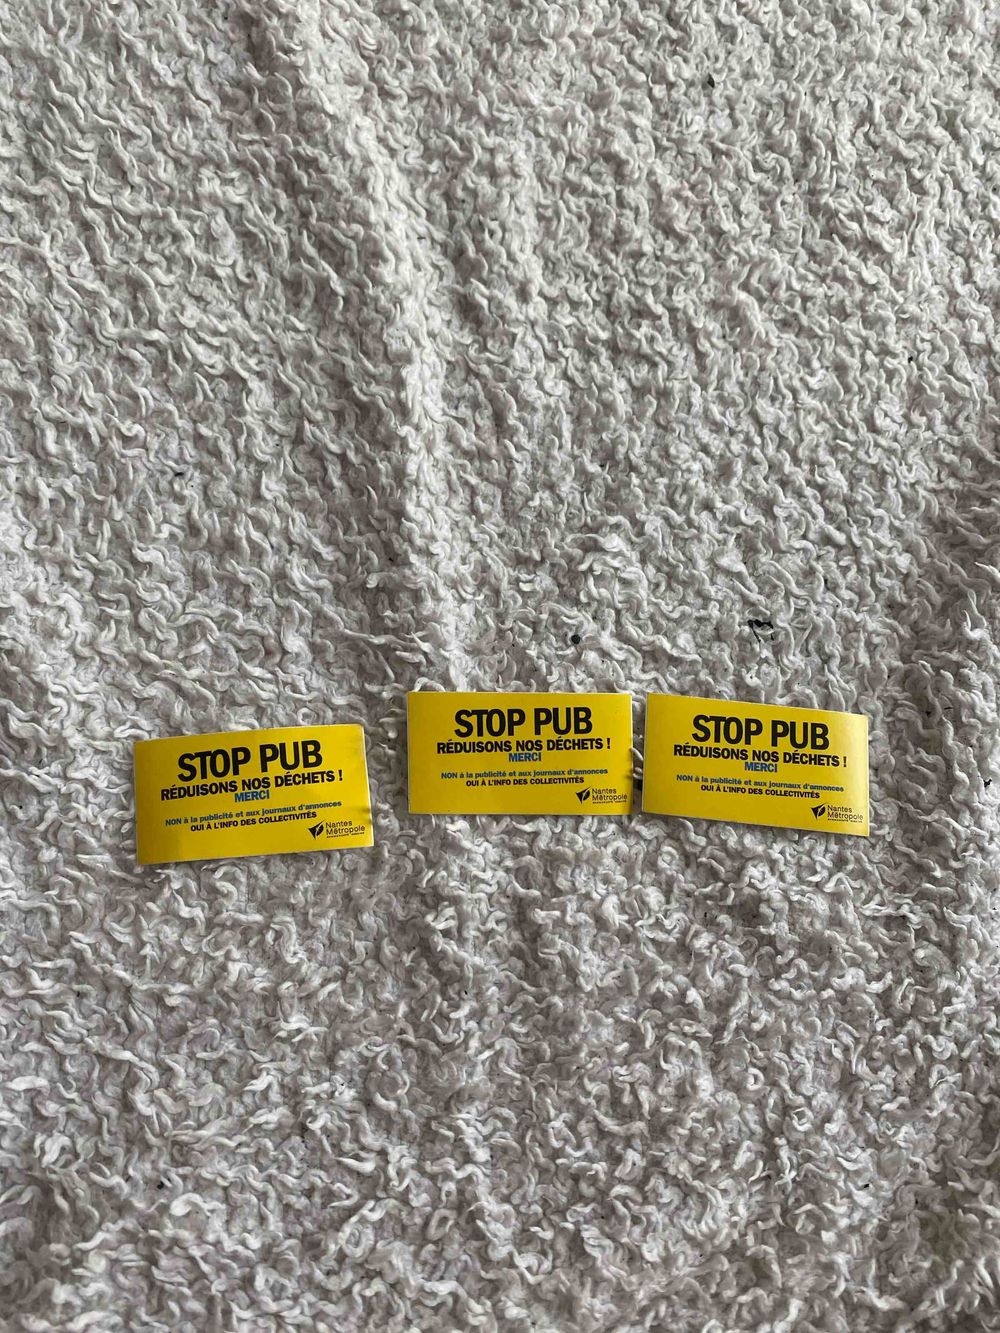 STOP PUB
RÉDUISONS NOS DÉCHETS !
MERCI
NON à la publicité et aux journaux d'annonces
OUI À L'INFO DES COLLECTIVITÉS
Nantes
Métropole
STOP PUB
RÉDUISONS NOS DÉCHETS !
MERCI
NON à la publicité et aux journaux d'annonces
OUI À L'INFO DES COLLECTIVITÉS
Nantes
Métropole
STOP PUB
RÉDUISONS NOS DÉCHETS !
MERCI
NON à la publicité et aux journaux d'annonces
OUI À L'INFO DES COLLECTIVITÉS
Nantes
Métropole